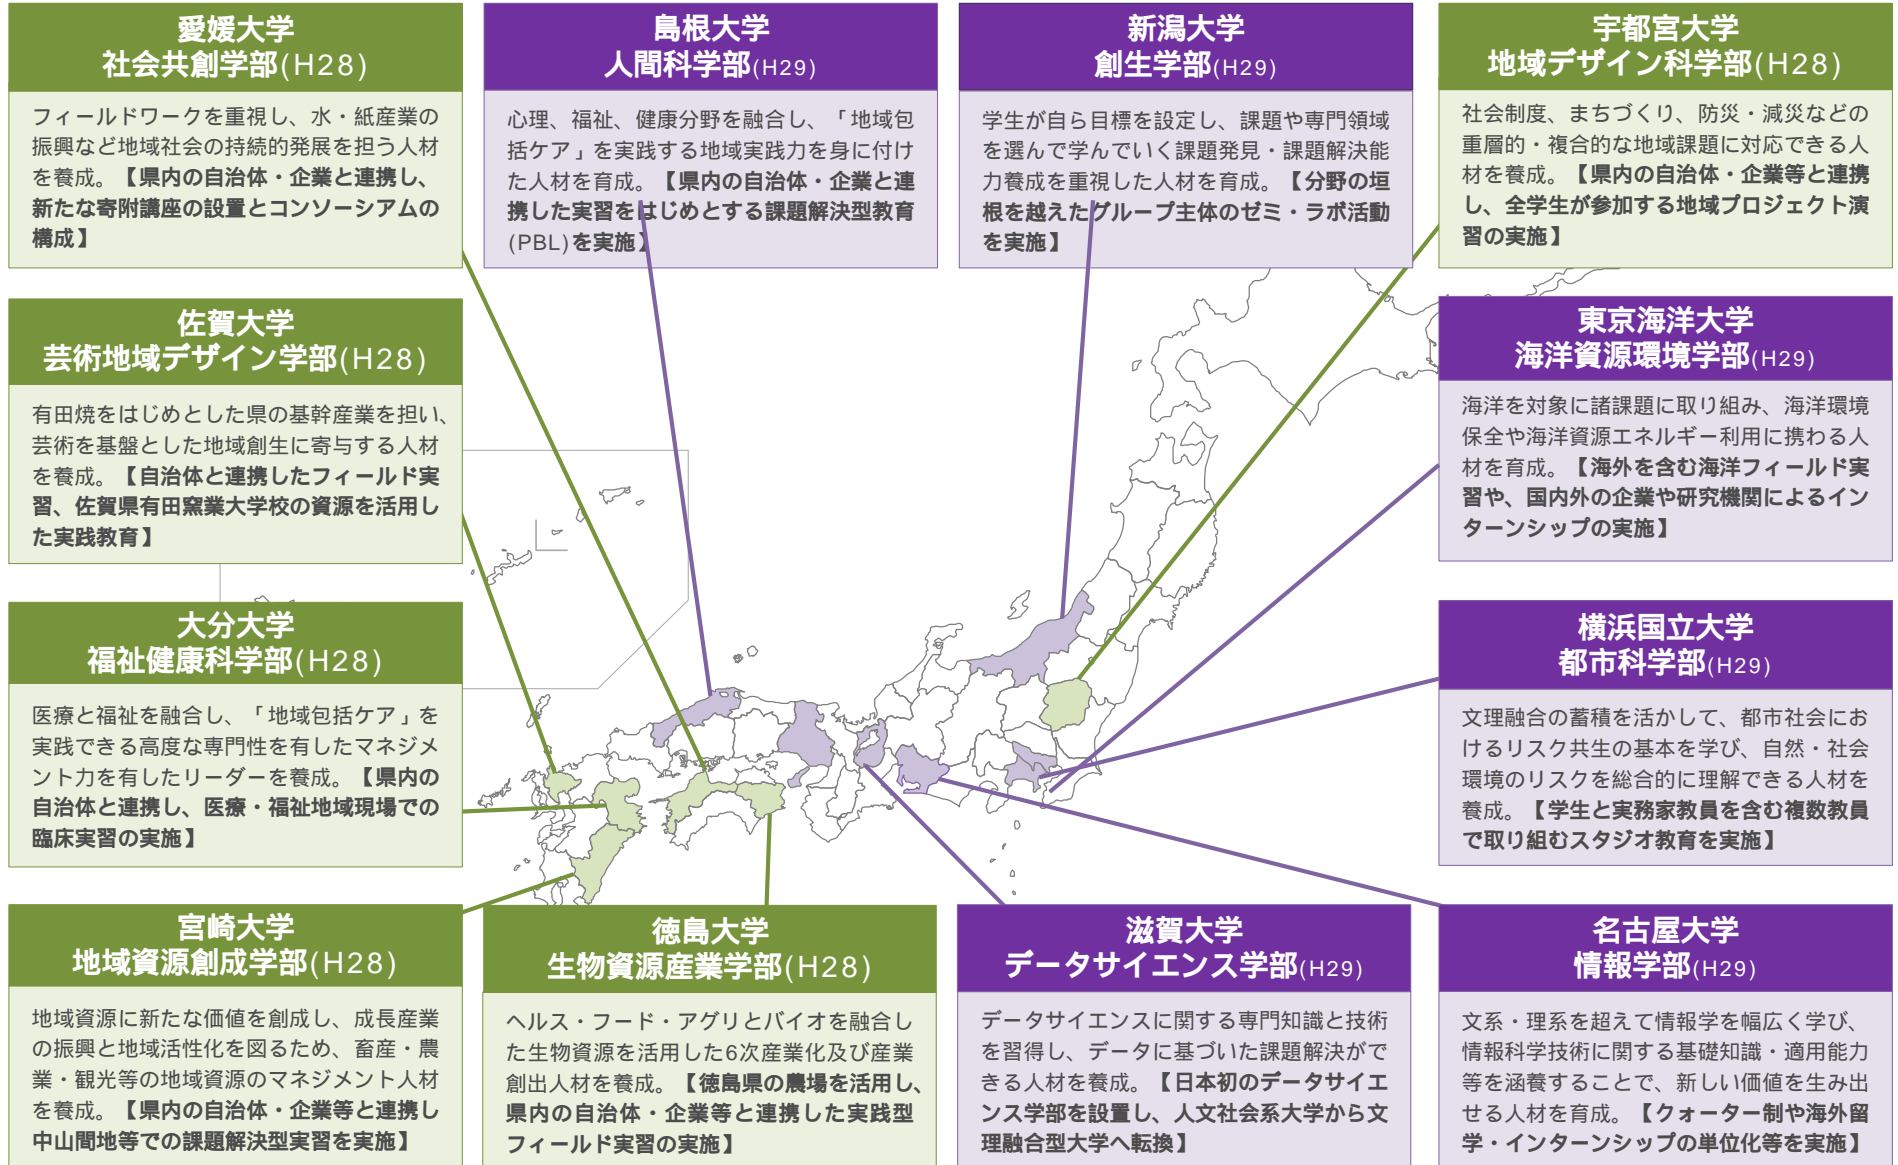 愛媛大学
社会共創学部(H28)
フィールドワークを重視し、水・紙産業の
振興など地域社会の持続的発展を担う人材
を養成。【県内の自治体・企業と連携し、
新たな寄附講座の設置とコンソーシアムの
構成】
島根大学
人間科学部(H29)
心理、福祉、健康分野を融合し、「地域包
括ケア」を実践する地域実践力を身に付け
た人材を育成。【県内の自治体・企業と連
携した実習をはじめとする課題解決型教育
(PBL)を実施】
新潟大学
創生学部(H29)
学生が自ら目標を設定し、課題や専門領域
を選んで学んでいく課題発見・課題解決能
力養成を重視した人材を育成。【分野の垣
根を越えたグループ主体のゼミ・ラボ活動
を実施】
宇都宮大学
地域デザイン科学部(H28)
社会制度、まちづくり、防災・減災などの
重層的・複合的な地域課題に対応できる人
材を養成。【県内の自治体・企業等と連携
し、全学生が参加する地域プロジェクト演
習の実施】
佐賀大学
芸術地域デザイン学部(H28)
有田焼をはじめとした県の基幹産業を担い、
芸術を基盤とした地域創生に寄与する人材
を養成。【自治体と連携したフィールド実
習、佐賀県有田窯業大学校の資源を活用し
た実践教育】
東京海洋大学
海洋資源環境学部(H29)
海洋を対象に諸課題に取り組み、海洋環境
保全や海洋資源エネルギー利用に携わる人
材を育成。【海外を含む海洋フィールド実
習や、国内外の企業や研究機関によるイン
ターンシップの実施】
大分大学
福祉健康科学部(H28)
医療と福祉を融合し、「地域包括ケア」を
実践できる高度な専門性を有したマネジメ
ント力を有したリーダーを養成。【県内の
自治体と連携し、医療・福祉地域現場での
臨床実習の実施】
横浜国立大学
都市科学部(H29)
文理融合の蓄積を活かして、都市社会にお
けるリスク共生の基本を学び、自然・社会
環境のリスクを総合的に理解できる人材を
養成。【学生と実務家教員を含む複数教員
で取り組むスタジオ教育を実施】
宮崎大学
地域資源創成学部(H28)
地域資源に新たな価値を創成し、成長産業
の振興と地域活性化を図るため、畜産・農
業・観光等の地域資源のマネジメント人材
を養成。【県内の自治体・企業等と連携し
中山間地等での課題解決型実習を実施】
徳島大学
生物資源産業学部(H28)
ヘルス・フード・アグリとバイオを融合し
た生物資源を活用した6次産業化及び産業
創出人材を養成。【徳島県の農場を活用し、
県内の自治体・企業等と連携した実践型
フィールド実習の実施】
滋賀大学
データサイエンス学部(H29)
データサイエンスに関する専門知識と技術
を習得し、データに基づいた課題解決がで
きる人材を養成。【日本初のデータサイエ
ンス学部を設置し、人文社会系大学から文
理融合型大学へ転換】
名古屋大学
情報学部(H29)
文系・理系を超えて情報学を幅広く学び、
情報科学技術に関する基礎知識・適用能力
等を涵養することで、新しい価値を生み出
せる人材を育成。【クォーター制や海外留
学・インターンシップの単位化等を実施】